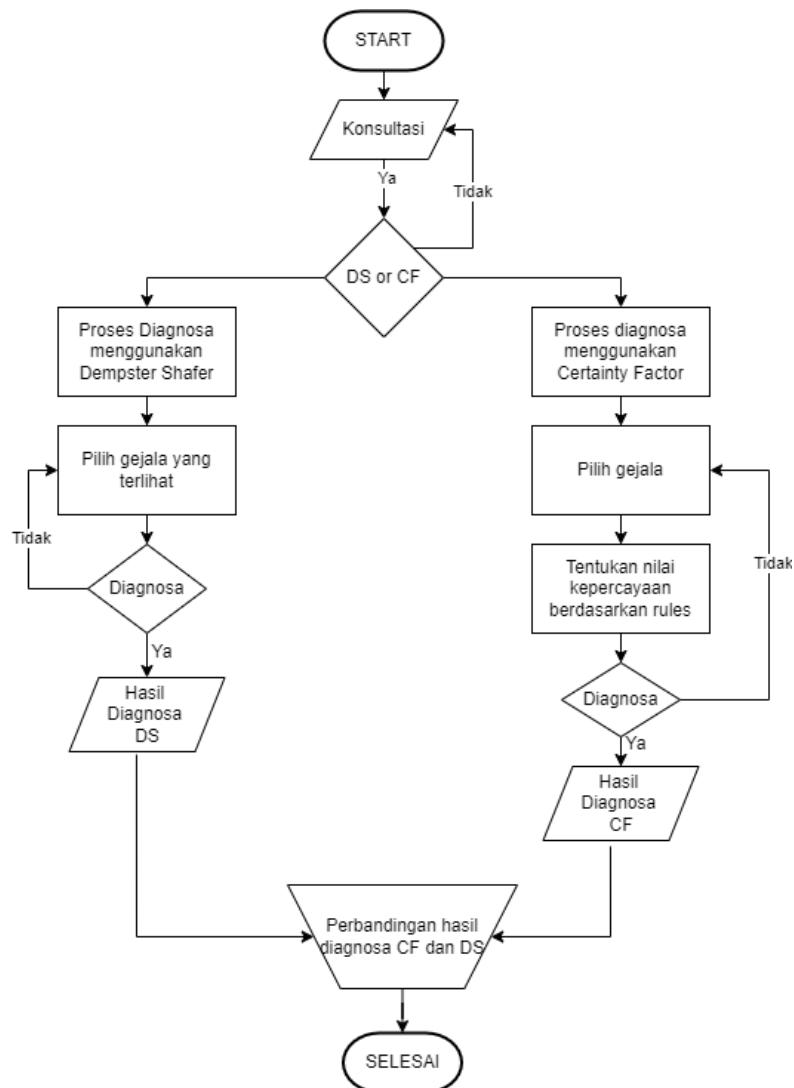 START
Konsultasi
Ya
Tidak
DS or CF
Proses Diagnosa
menggunakan
Dempster Shafer
Proses diagnosa
menggunakan
Certainty Factor
Pilih gejala yang
terlihat
Pilih gejala
Tidak
Diagnosa
Tentukan nilai
kepercayaan
berdasarkan rules
Tidak
Ya
Hasil
Diagnosa
DS
Diagnosa
Ya
Hasil
Diagnosa
CF
Perbandingan hasil
diagnosa CF dan DS
SELESAI